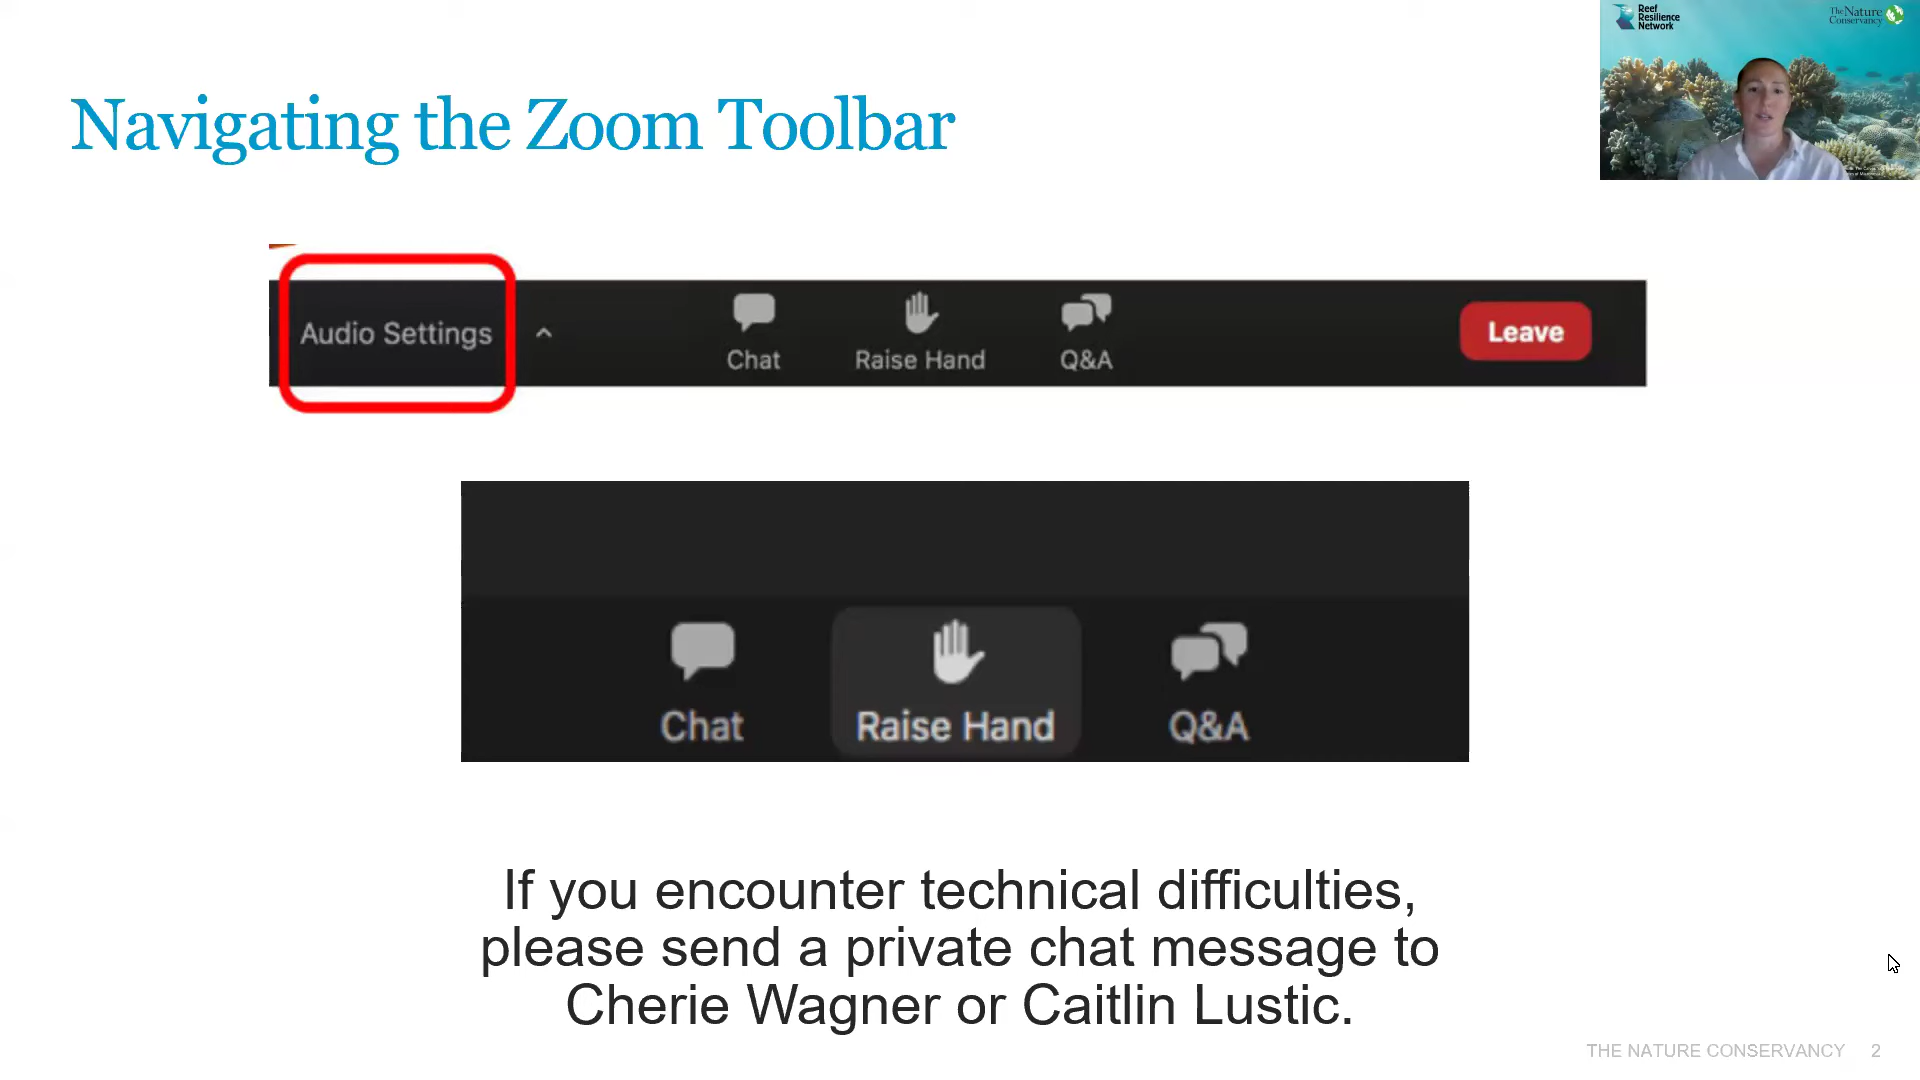 Reef
Resilience
Network
The Nature
Conservancy
Navigating the Zoom Toolbar
Audio Settings
Chat
Raise Hand
Q&A
Leave
Chat
Raise Hand
Q&A
If you encounter technical difficulties,
please send a private chat message to
Cherie Wagner or Caitlin Lustic.
THE NATURE CONSERVANCY 2